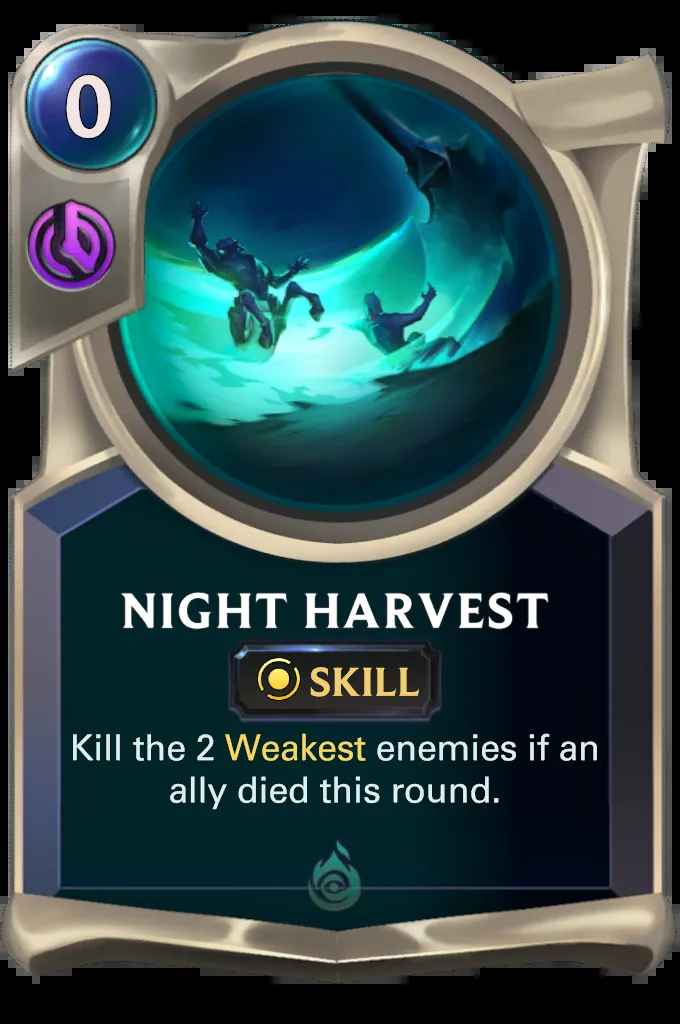 0
NIGHT HARVEST
SKILL
Kill the 2 Weakest enemies if an
ally died this round.